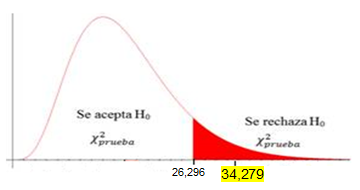 Se acepta H₀
χ²prueba
Se rechaza H₀
χ²prueba
26,296
34,279